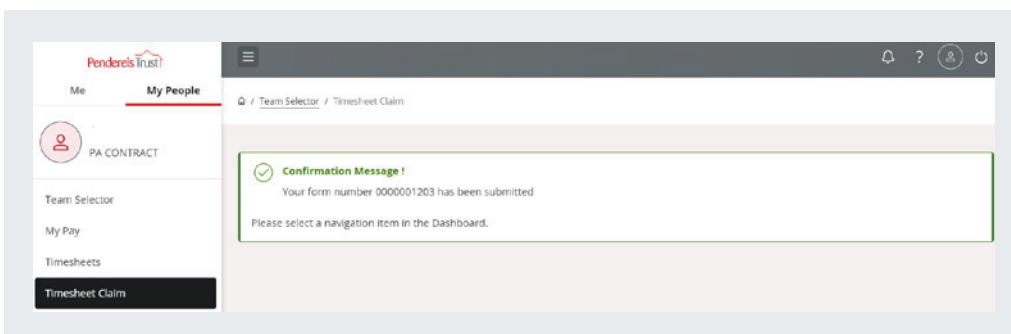 Penderels Trust
Me My People
PA CONTRACT
Team Selector
My Pay
Timesheets
Timesheet Claim
?
/ Team Selector / Timesheet Claim
Confirmation Message !
Your form number 0000001203 has been submitted
Please select a navigation item in the Dashboard.